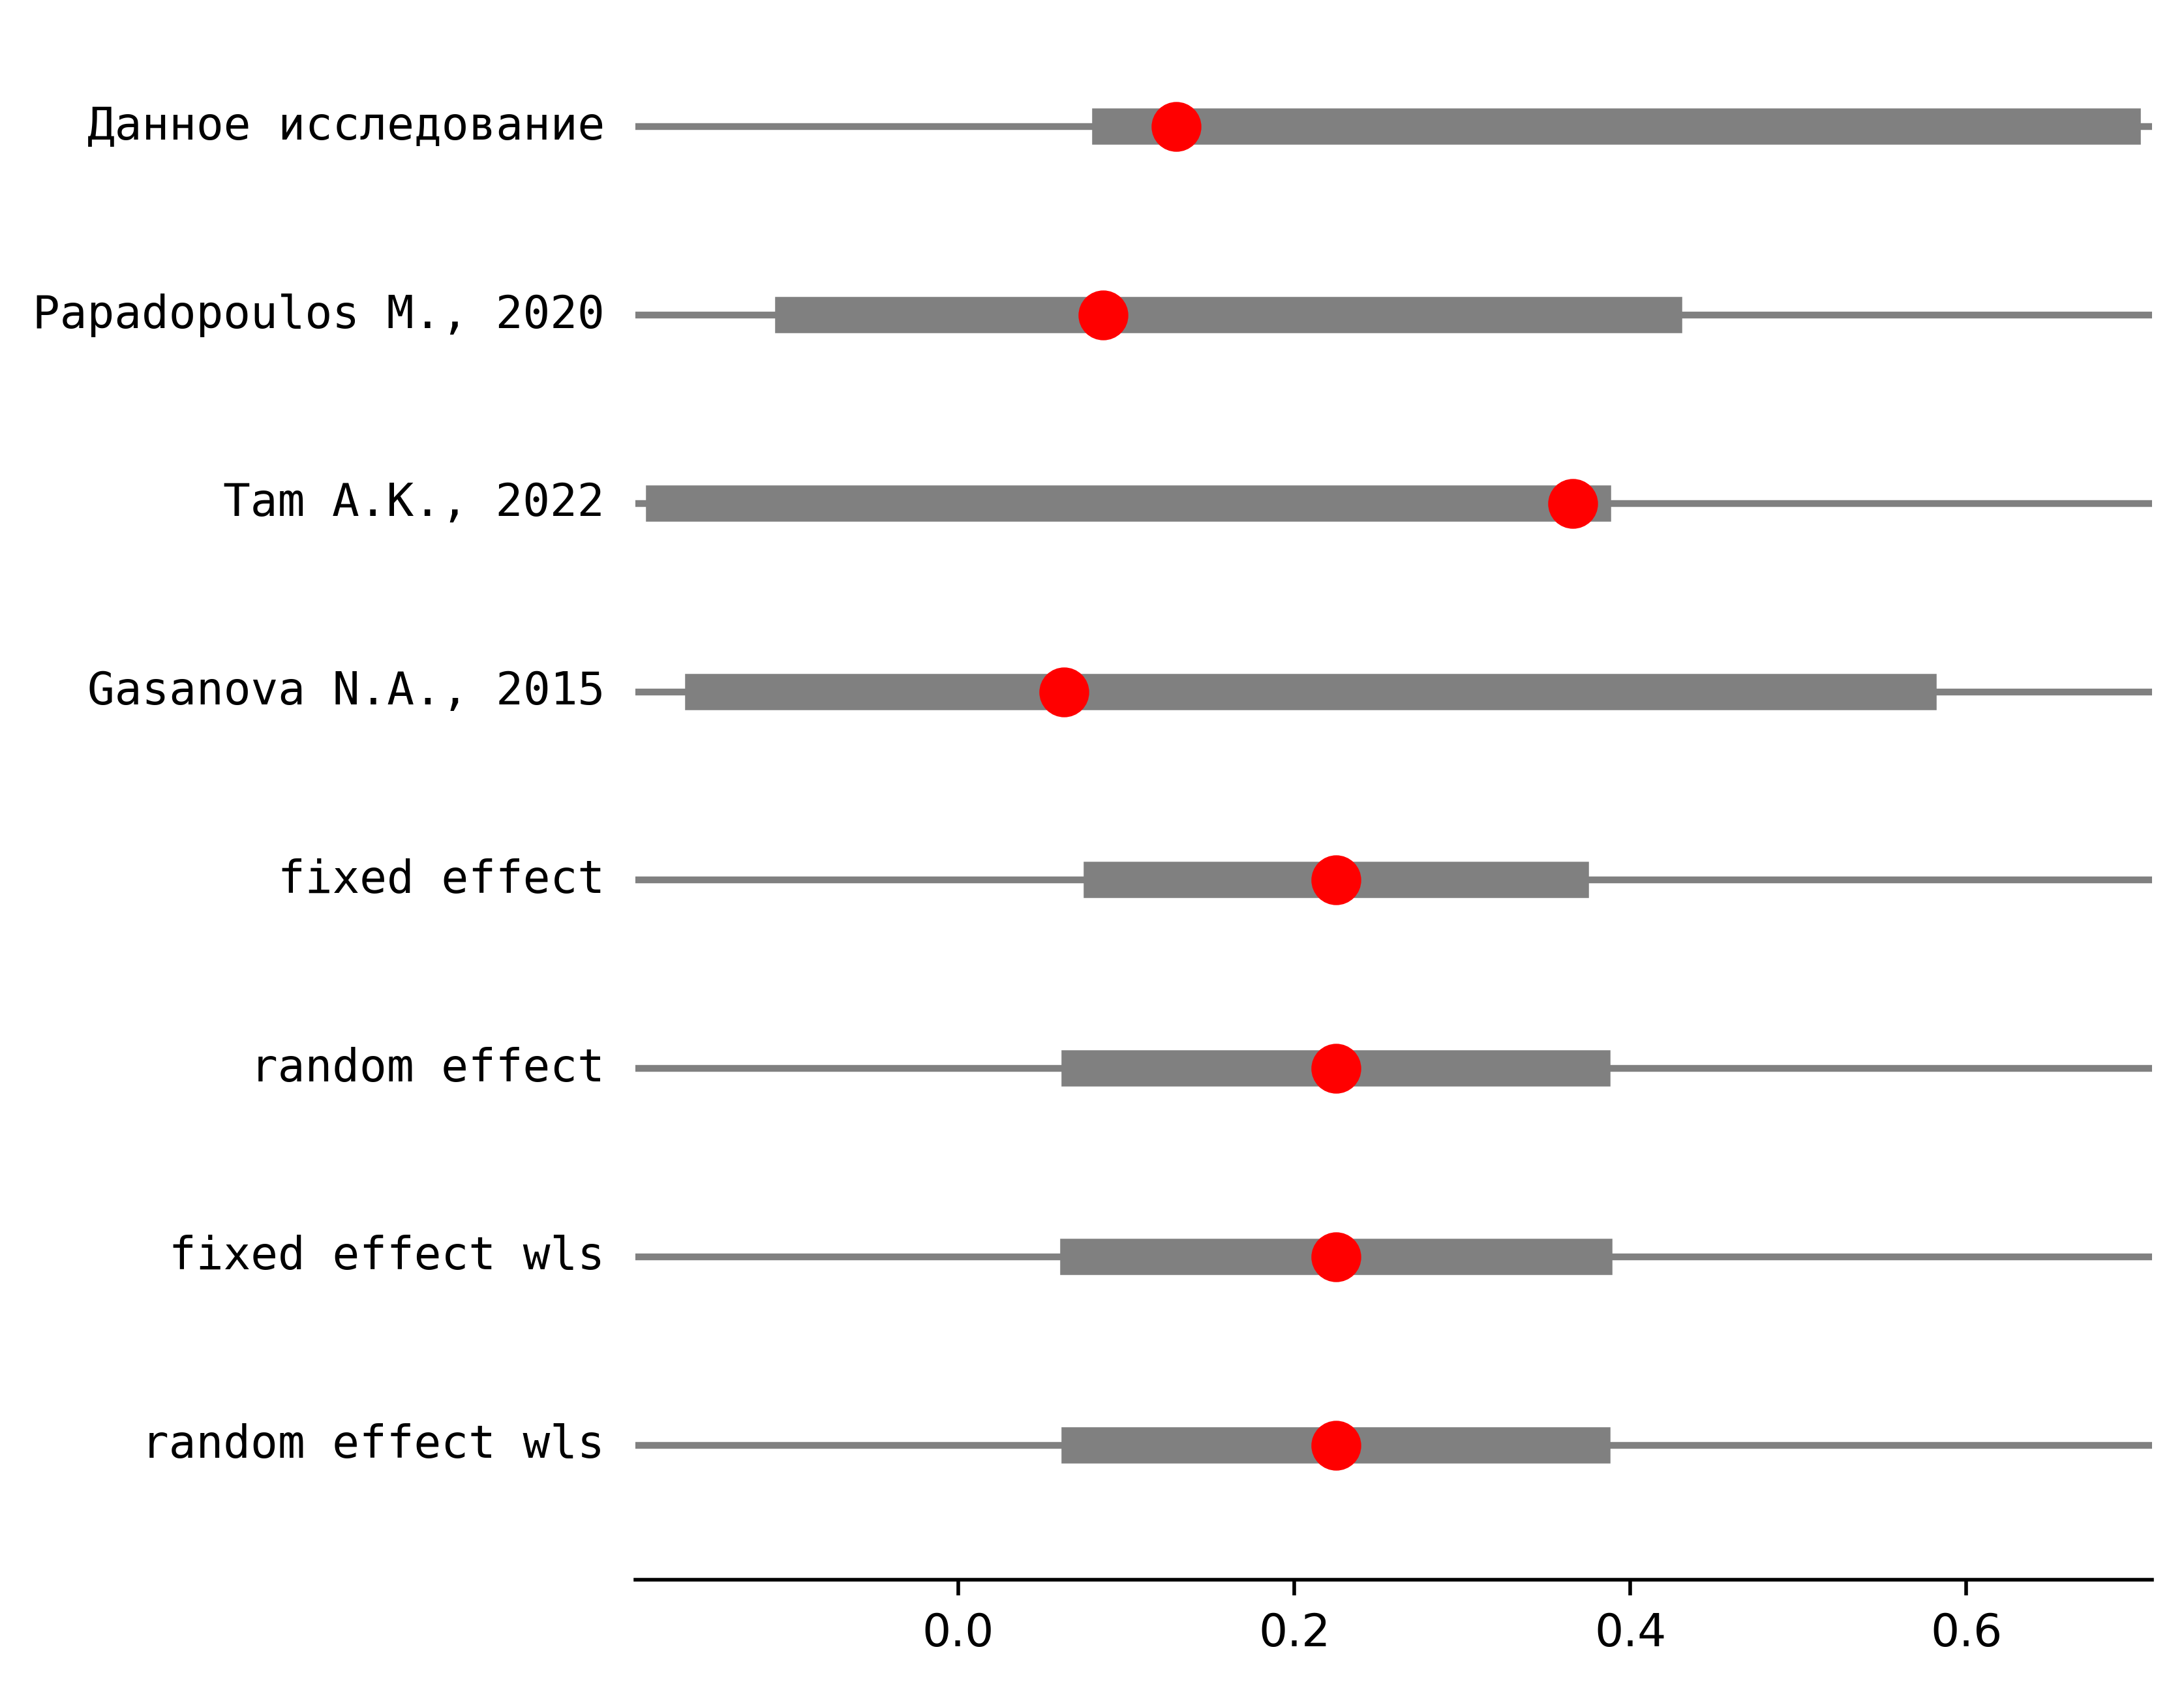 Данное исследование
Papadopoulos M., 2020
Tam A.K., 2022
Gasanova N.A., 2015
fixed effect
random effect
fixed effect wls
random effect wls
0.0 0.2 0.4 0.6